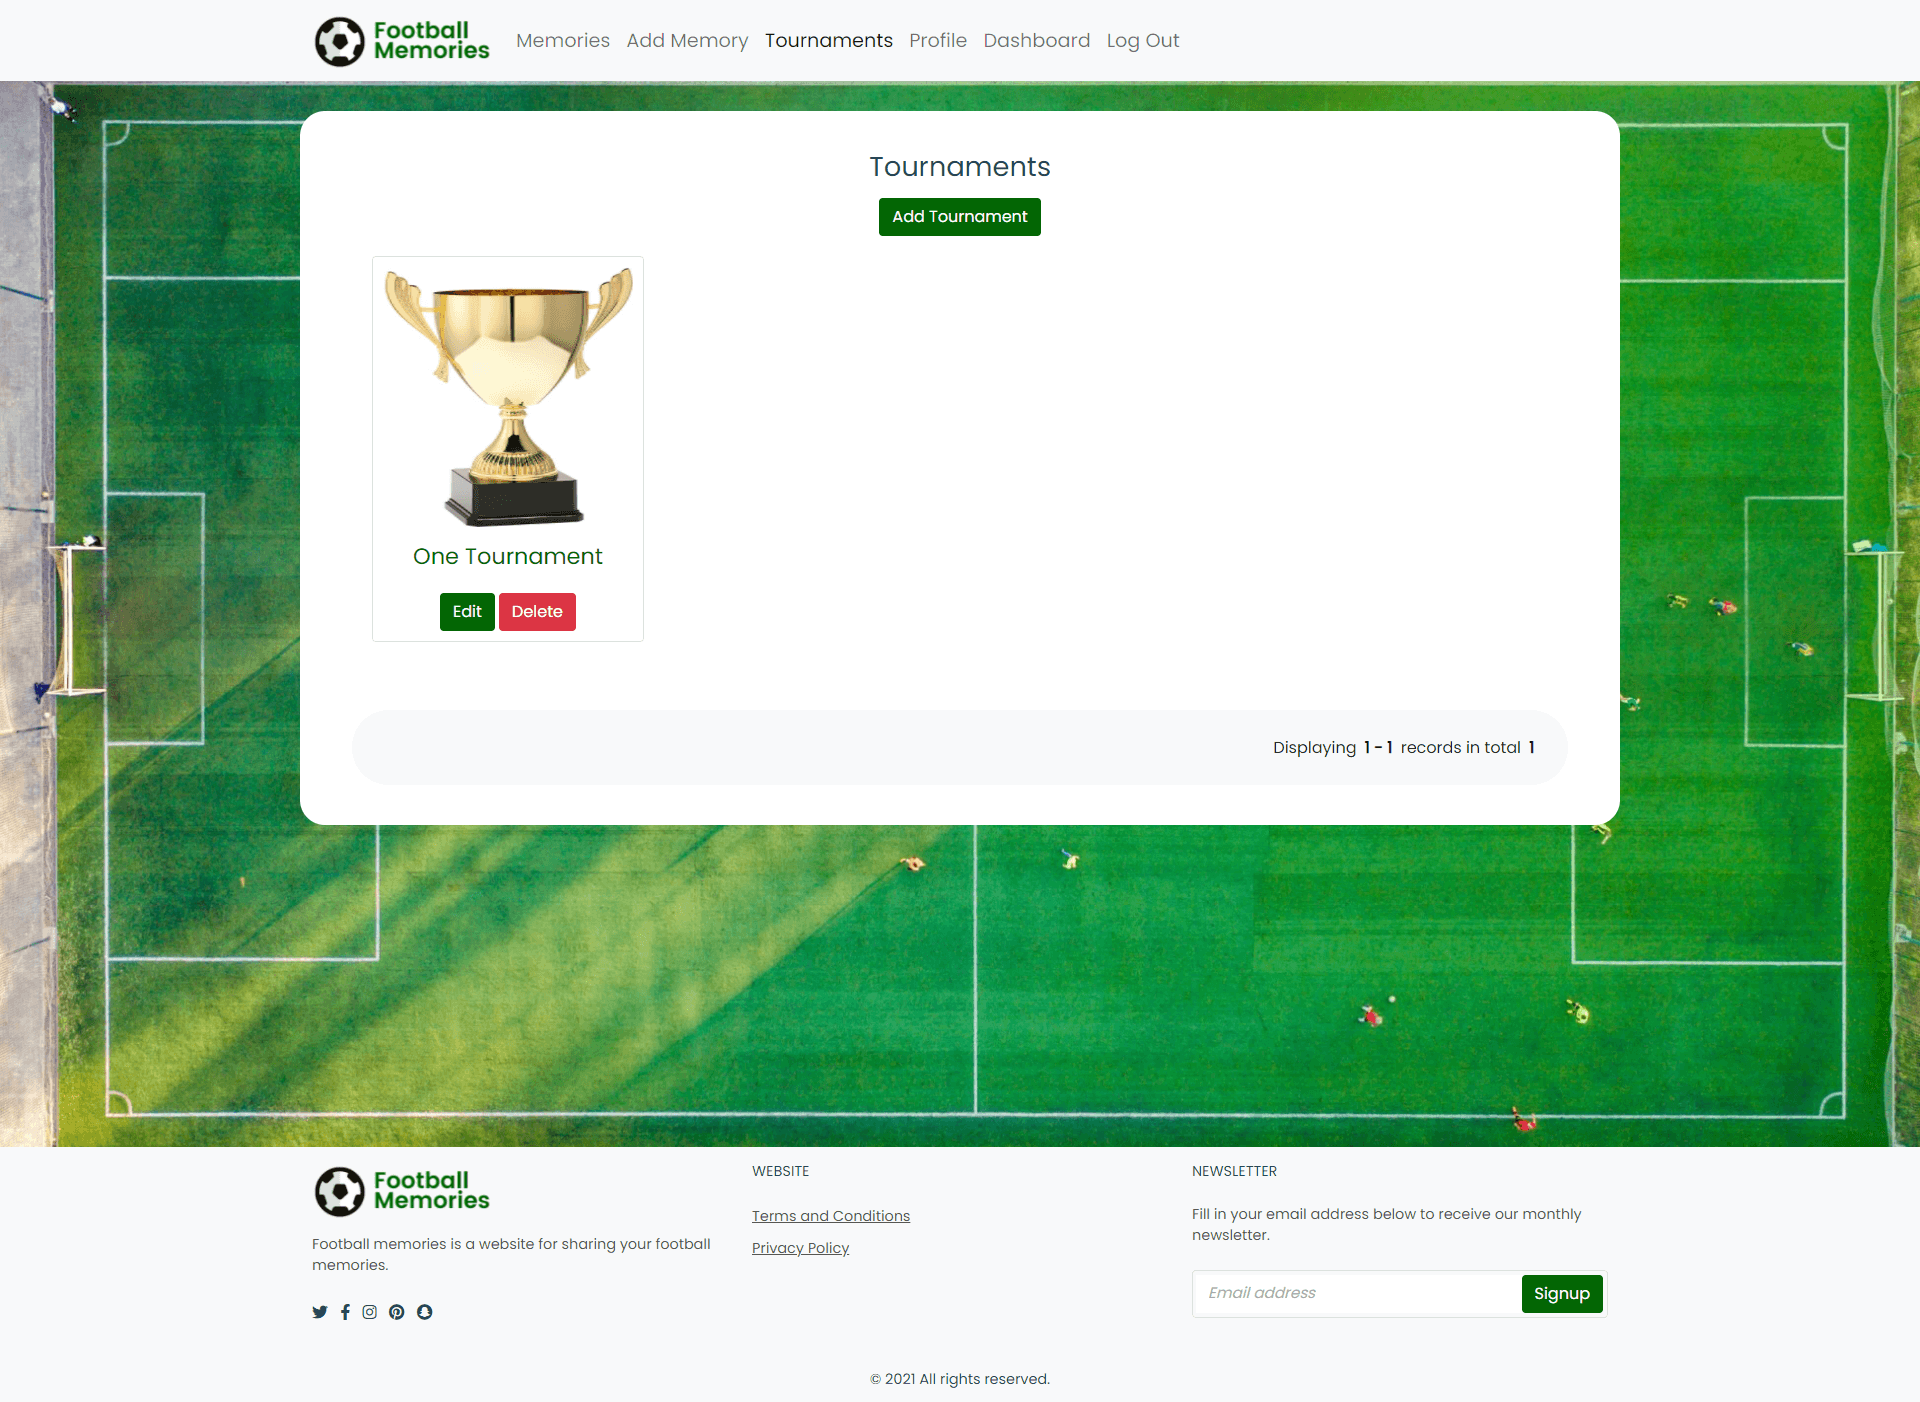 Football
Memories
Memories Add Memory Tournaments Profile Dashboard Log Out
Tournaments
Add Tournament
One Tournament
Edit Delete
Displaying 1 - 1 records in total 1
Football
Memories
Football memories is a website for sharing your football
memories.
WEBSITE
Terms and Conditions
Privacy Policy
NEWSLETTER
Fill in your email address below to receive our monthly
newsletter.
Email address Signup
© 2021 All rights reserved.